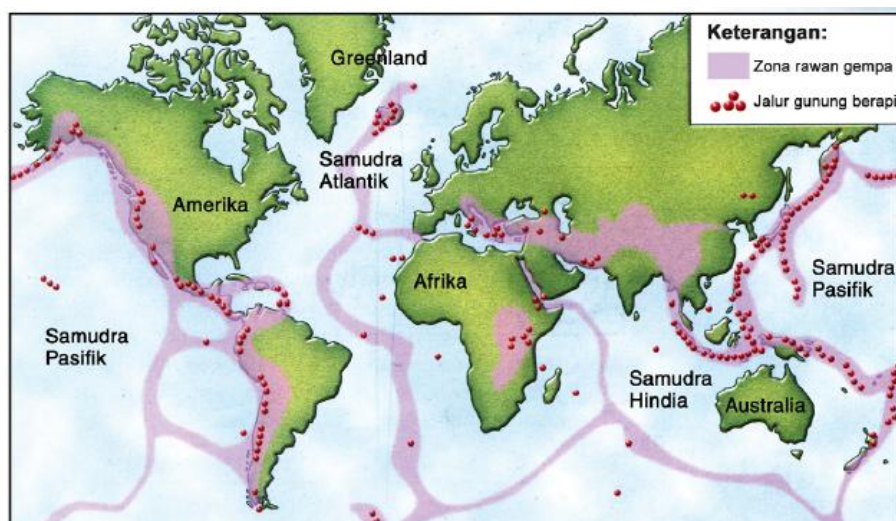 Keterangan:
Zona rawan gempa
Jalur gunung berapi
Greenland
Samudra
Atlantik
Amerika
Afrika
Samudra
Pasifik
Samudra
Pasifik
Samudra
Hindia
Australia